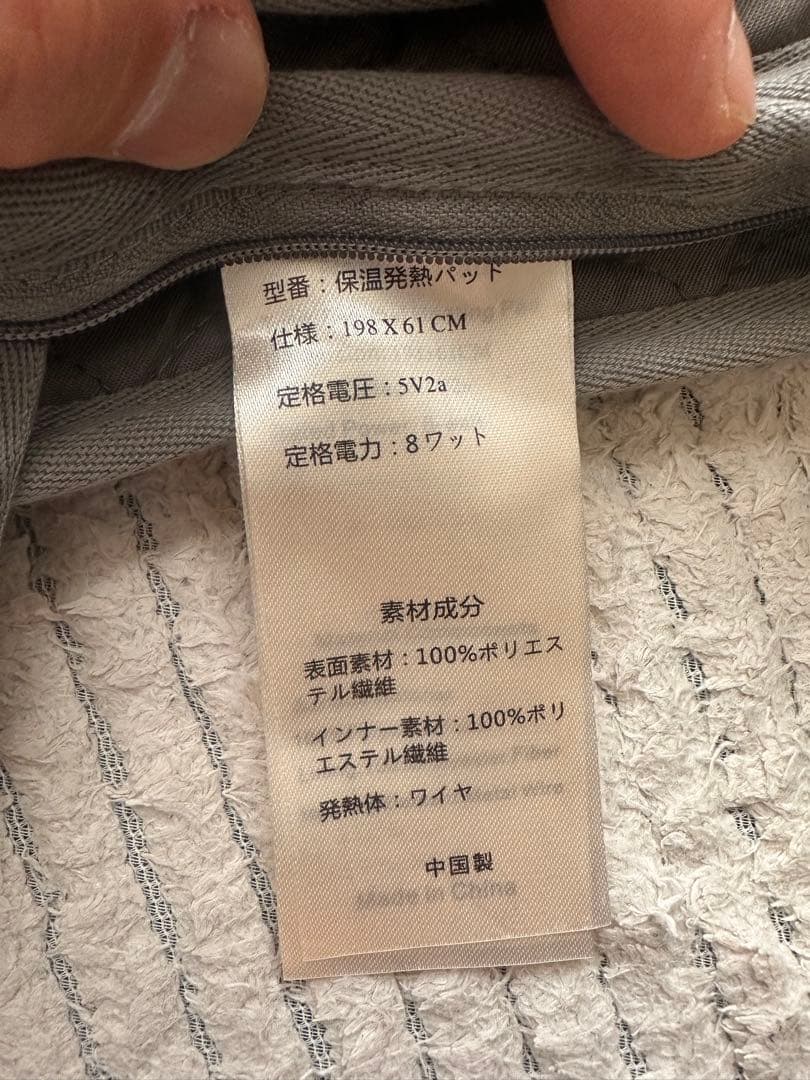 型番：保温発熱パット
仕様：198 X 61 CM
定格電圧：5V2a
定格電力：8ワット
素材成分
表面素材：100%ポリエス
テル繊維
インナー素材：100%ポリ
エステル繊維
発熱体：ワイヤ
中国製
Made in China